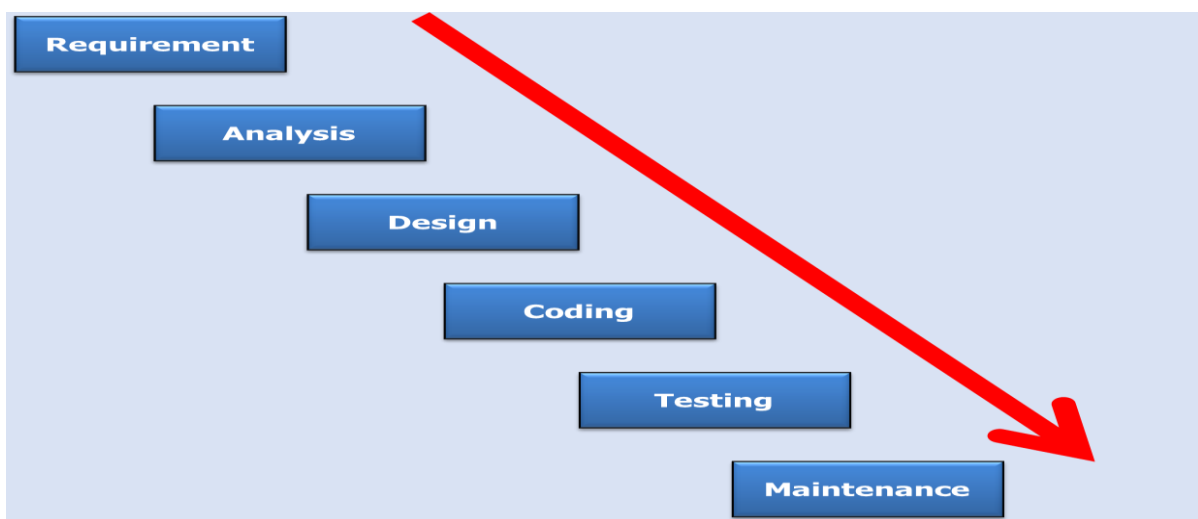 Requirement
Analysis
Design
Coding
Testing
Maintenance